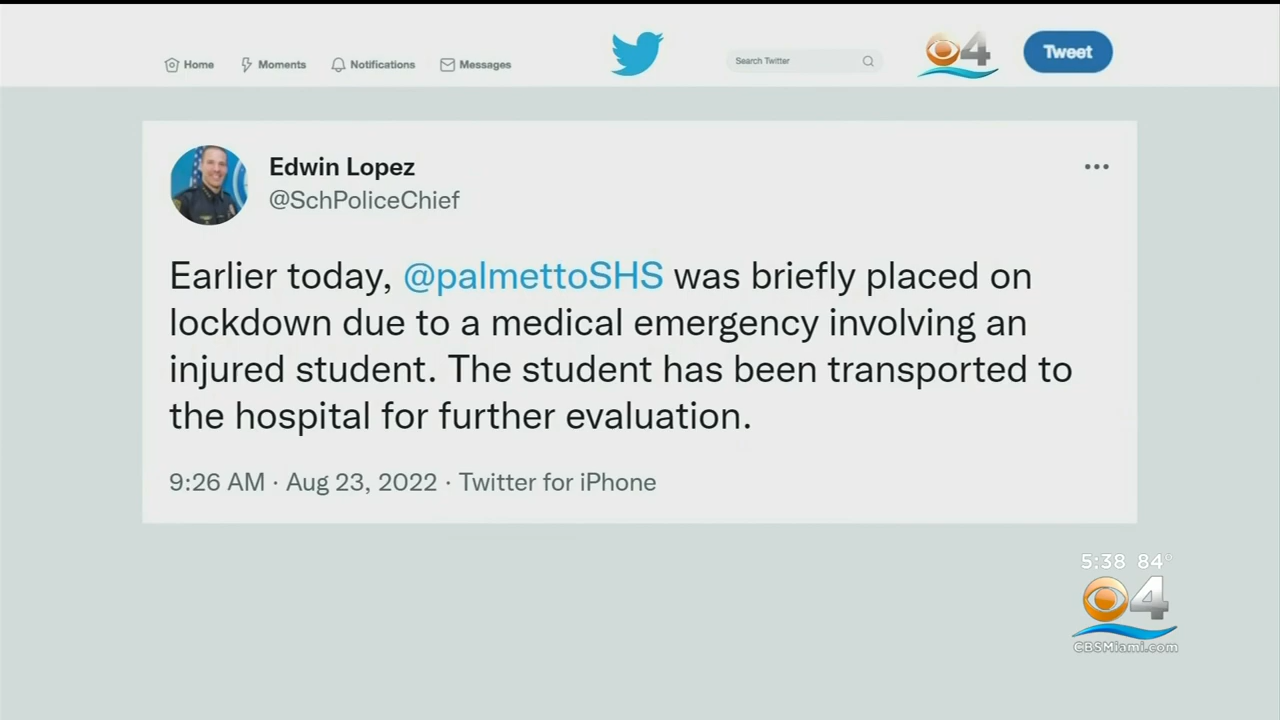 Home Moments Notifications Messages Search Twitter 4 Tweet
Edwin Lopez
@SchPoliceChief
Earlier today, @palmettoSHS was briefly placed on
lockdown due to a medical emergency involving an
injured student. The student has been transported to
the hospital for further evaluation.
9:26 AM · Aug 23, 2022 · Twitter for iPhone
5:38 84°
4
CBSMiami.com